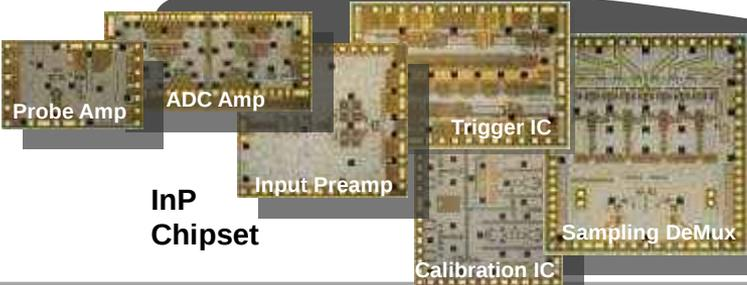 Probe Amp
ADC Amp
Input Preamp
Trigger IC
Sampling DeMux
Calibration IC
InP
Chipset